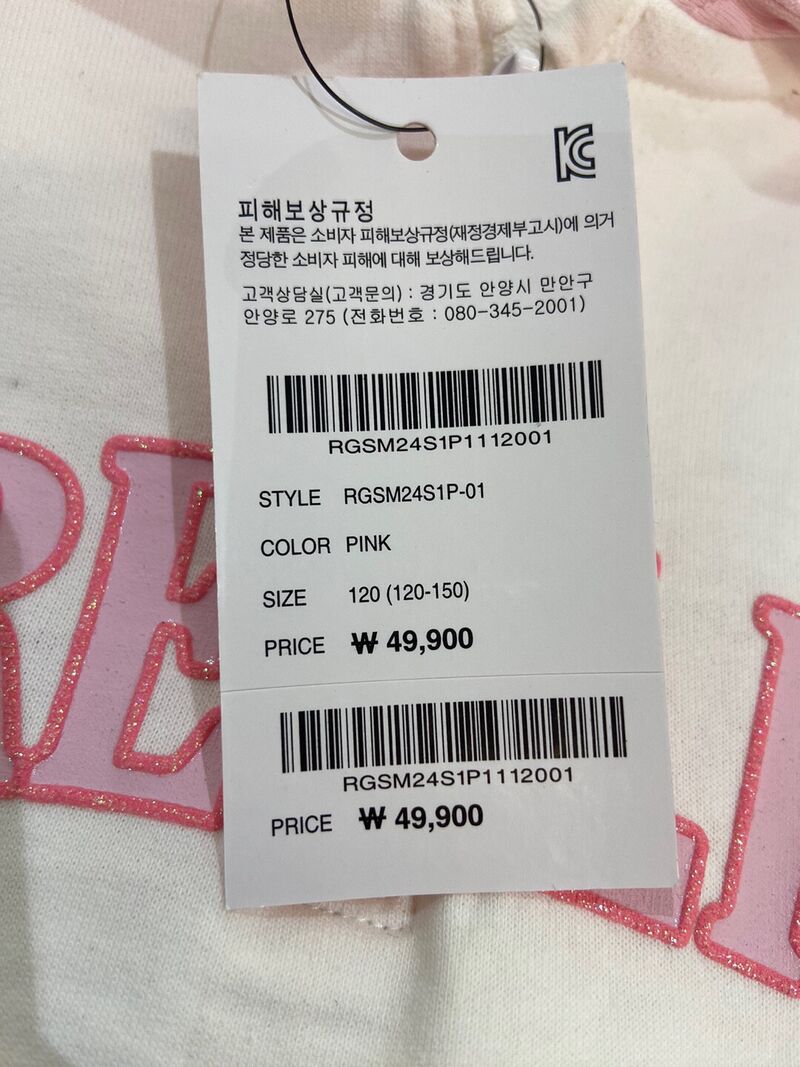 KC
피해보상규정
본 제품은 소비자 피해보상규정(재정경제부고시)에 의거
정당한 소비자 피해에 대해 보상해드립니다.
고객상담실(고객문의) : 경기도 안양시 만안구
안양로 275 (전화번호 : 080-345-2001)
RGSM24S1P1112001
STYLE RGSM24S1P-01
COLOR PINK
SIZE 120 (120-150)
PRICE ₩ 49,900
RGSM24S1P1112001
PRICE ₩ 49,900